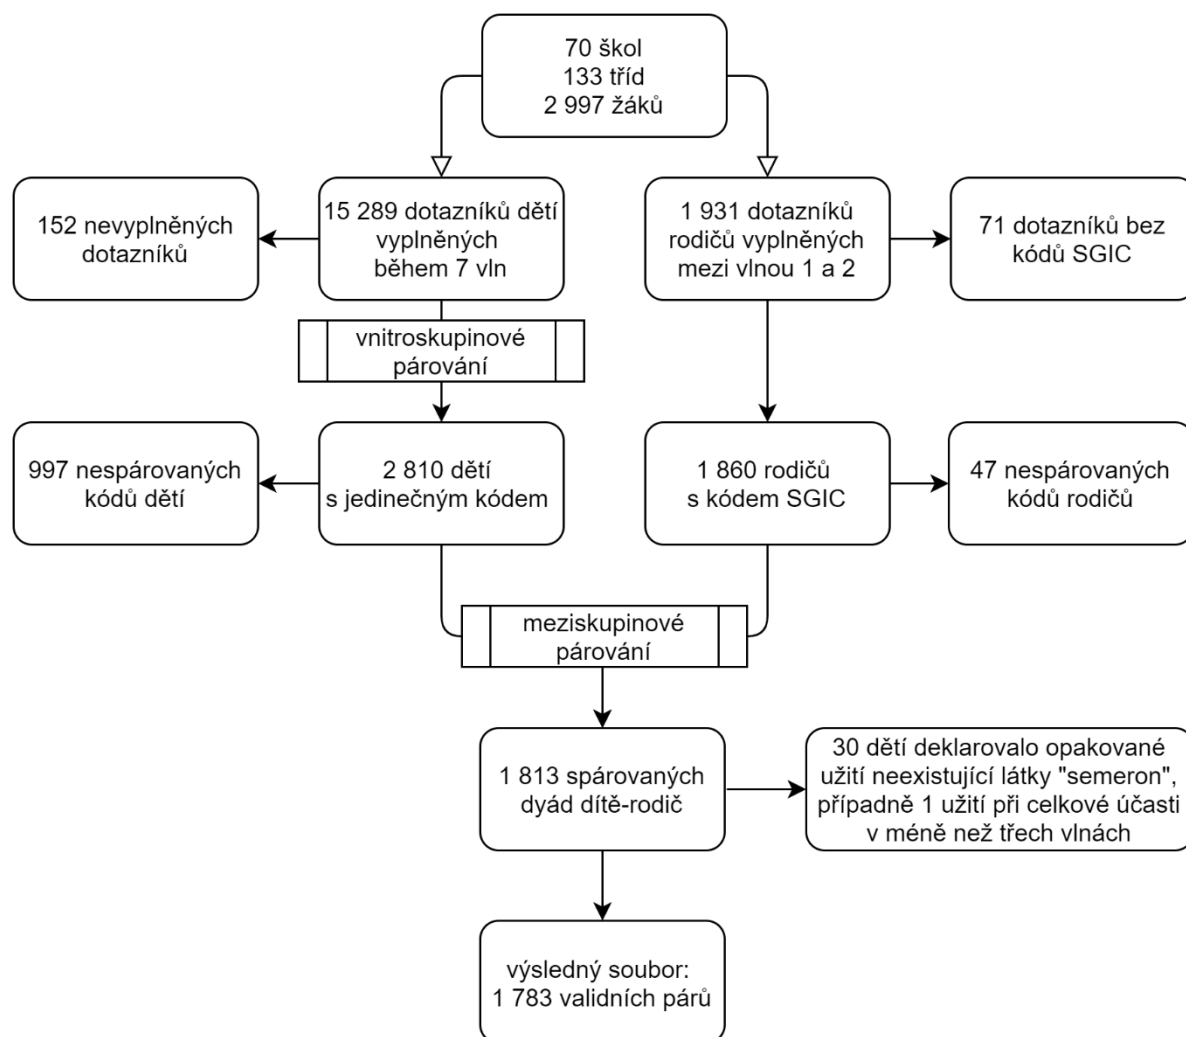 70 škol
133 tříd
2 997 žáků
152 nevyplněných
dotazníků
15 289 dotazníků dětí
vyplněných
během 7 vln
1 931 dotazníků
rodičů vyplněných
mezi vlnou 1 a 2
71 dotazníků bez
kódů SGIC
vnitroskupinové
párování
997 nespárovaných
kódů dětí
2 810 dětí
s jedinečným kódem
1 860 rodičů
s kódem SGIC
47 nespárovaných
kódů rodičů
meziskupinové
párování
1 813 spárovaných
dyád dítě-rodič
30 dětí deklarovalo opakované
užití neexistující látky "semeron",
případně 1 užití při celkové účasti
v méně než třech vlnách
výsledný soubor:
1 783 validních párů